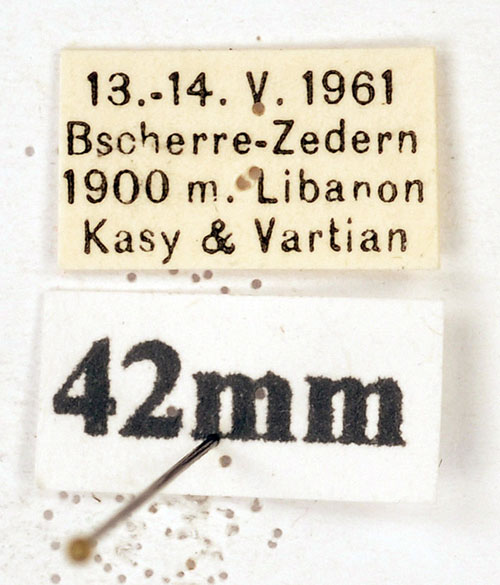 13.-14. V. 1961
Bscherre-Zedern
1900 m. Libanon
Kasy & Vartian
42mm